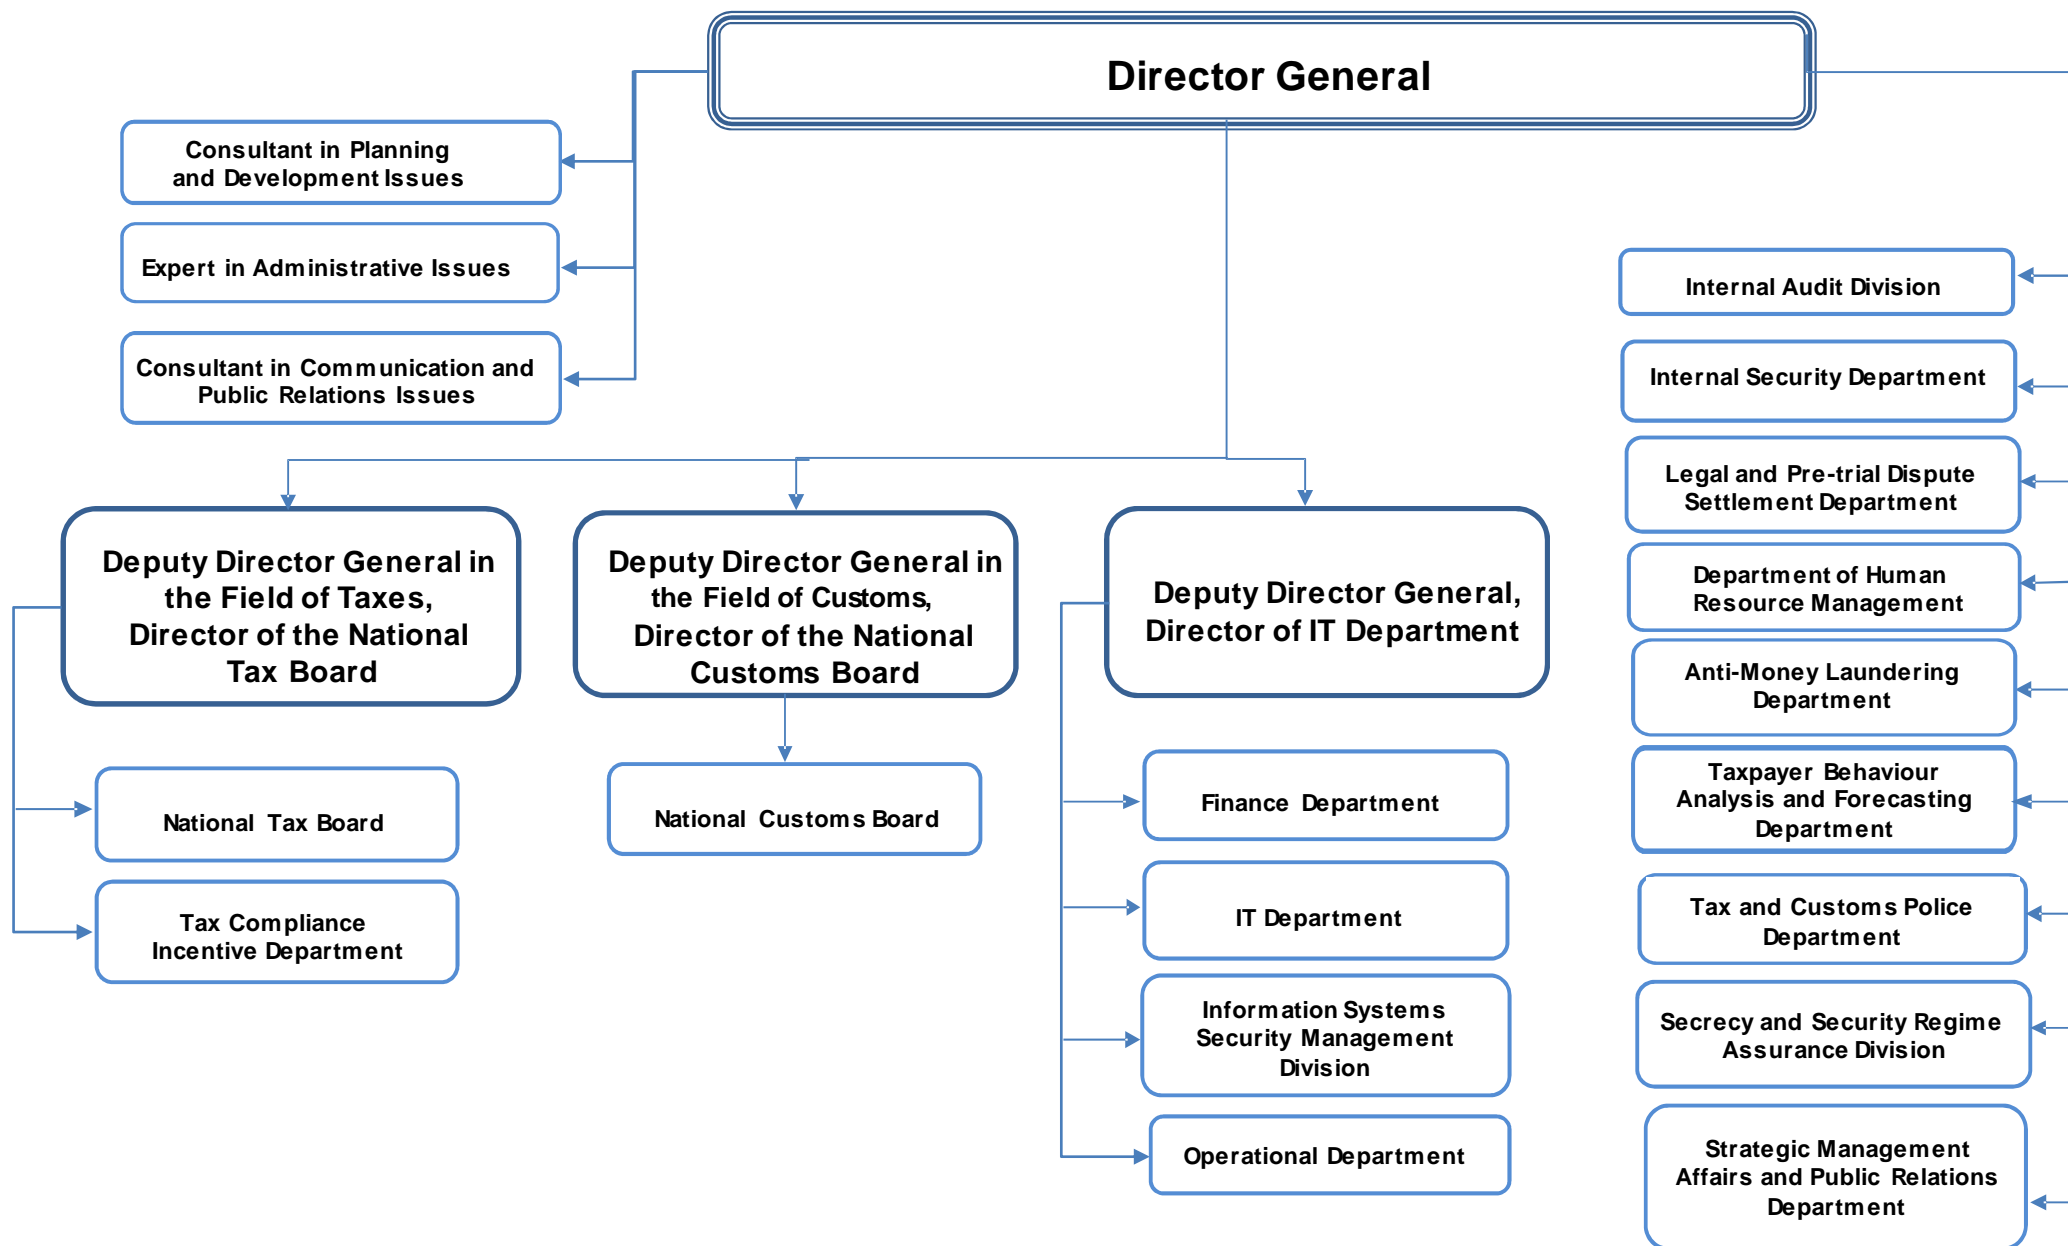 Director General
Consultant in Planning
and Development Issues
Expert in Administrative Issues
Consultant in Communication and
Public Relations Issues
Internal Audit Division
Internal Security Department
Legal and Pre-trial Dispute
Settlement Department
Department of Human
Resource Management
Anti-Money Laundering
Department
Taxpayer Behaviour
Analysis and Forecasting
Department
Tax and Customs Police
Department
Secrecy and Security Regime
Assurance Division
Strategic Management
Affairs and Public Relations
Department
Deputy Director General in
the Field of Taxes,
Director of the National
Tax Board
Deputy Director General in
the Field of Customs,
Director of the National
Customs Board
Deputy Director General,
Director of IT Department
National Tax Board
Tax Compliance
Incentive Department
National Customs Board
Finance Department
IT Department
Information Systems
Security Management
Division
Operational Department